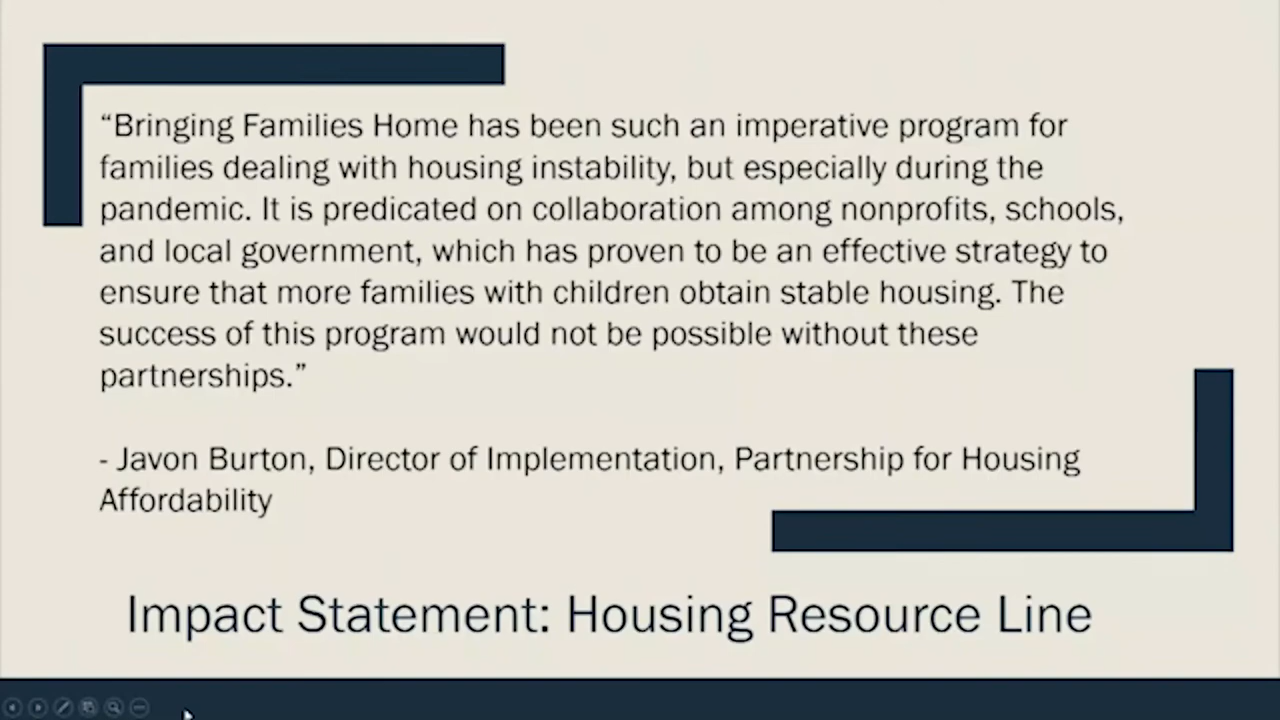 “Bringing Families Home has been such an imperative program for
families dealing with housing instability, but especially during the
pandemic. It is predicated on collaboration among nonprofits, schools,
and local government, which has proven to be an effective strategy to
ensure that more families with children obtain stable housing. The
success of this program would not be possible without these
partnerships.”
- Javon Burton, Director of Implementation, Partnership for Housing
Affordability
Impact Statement: Housing Resource Line